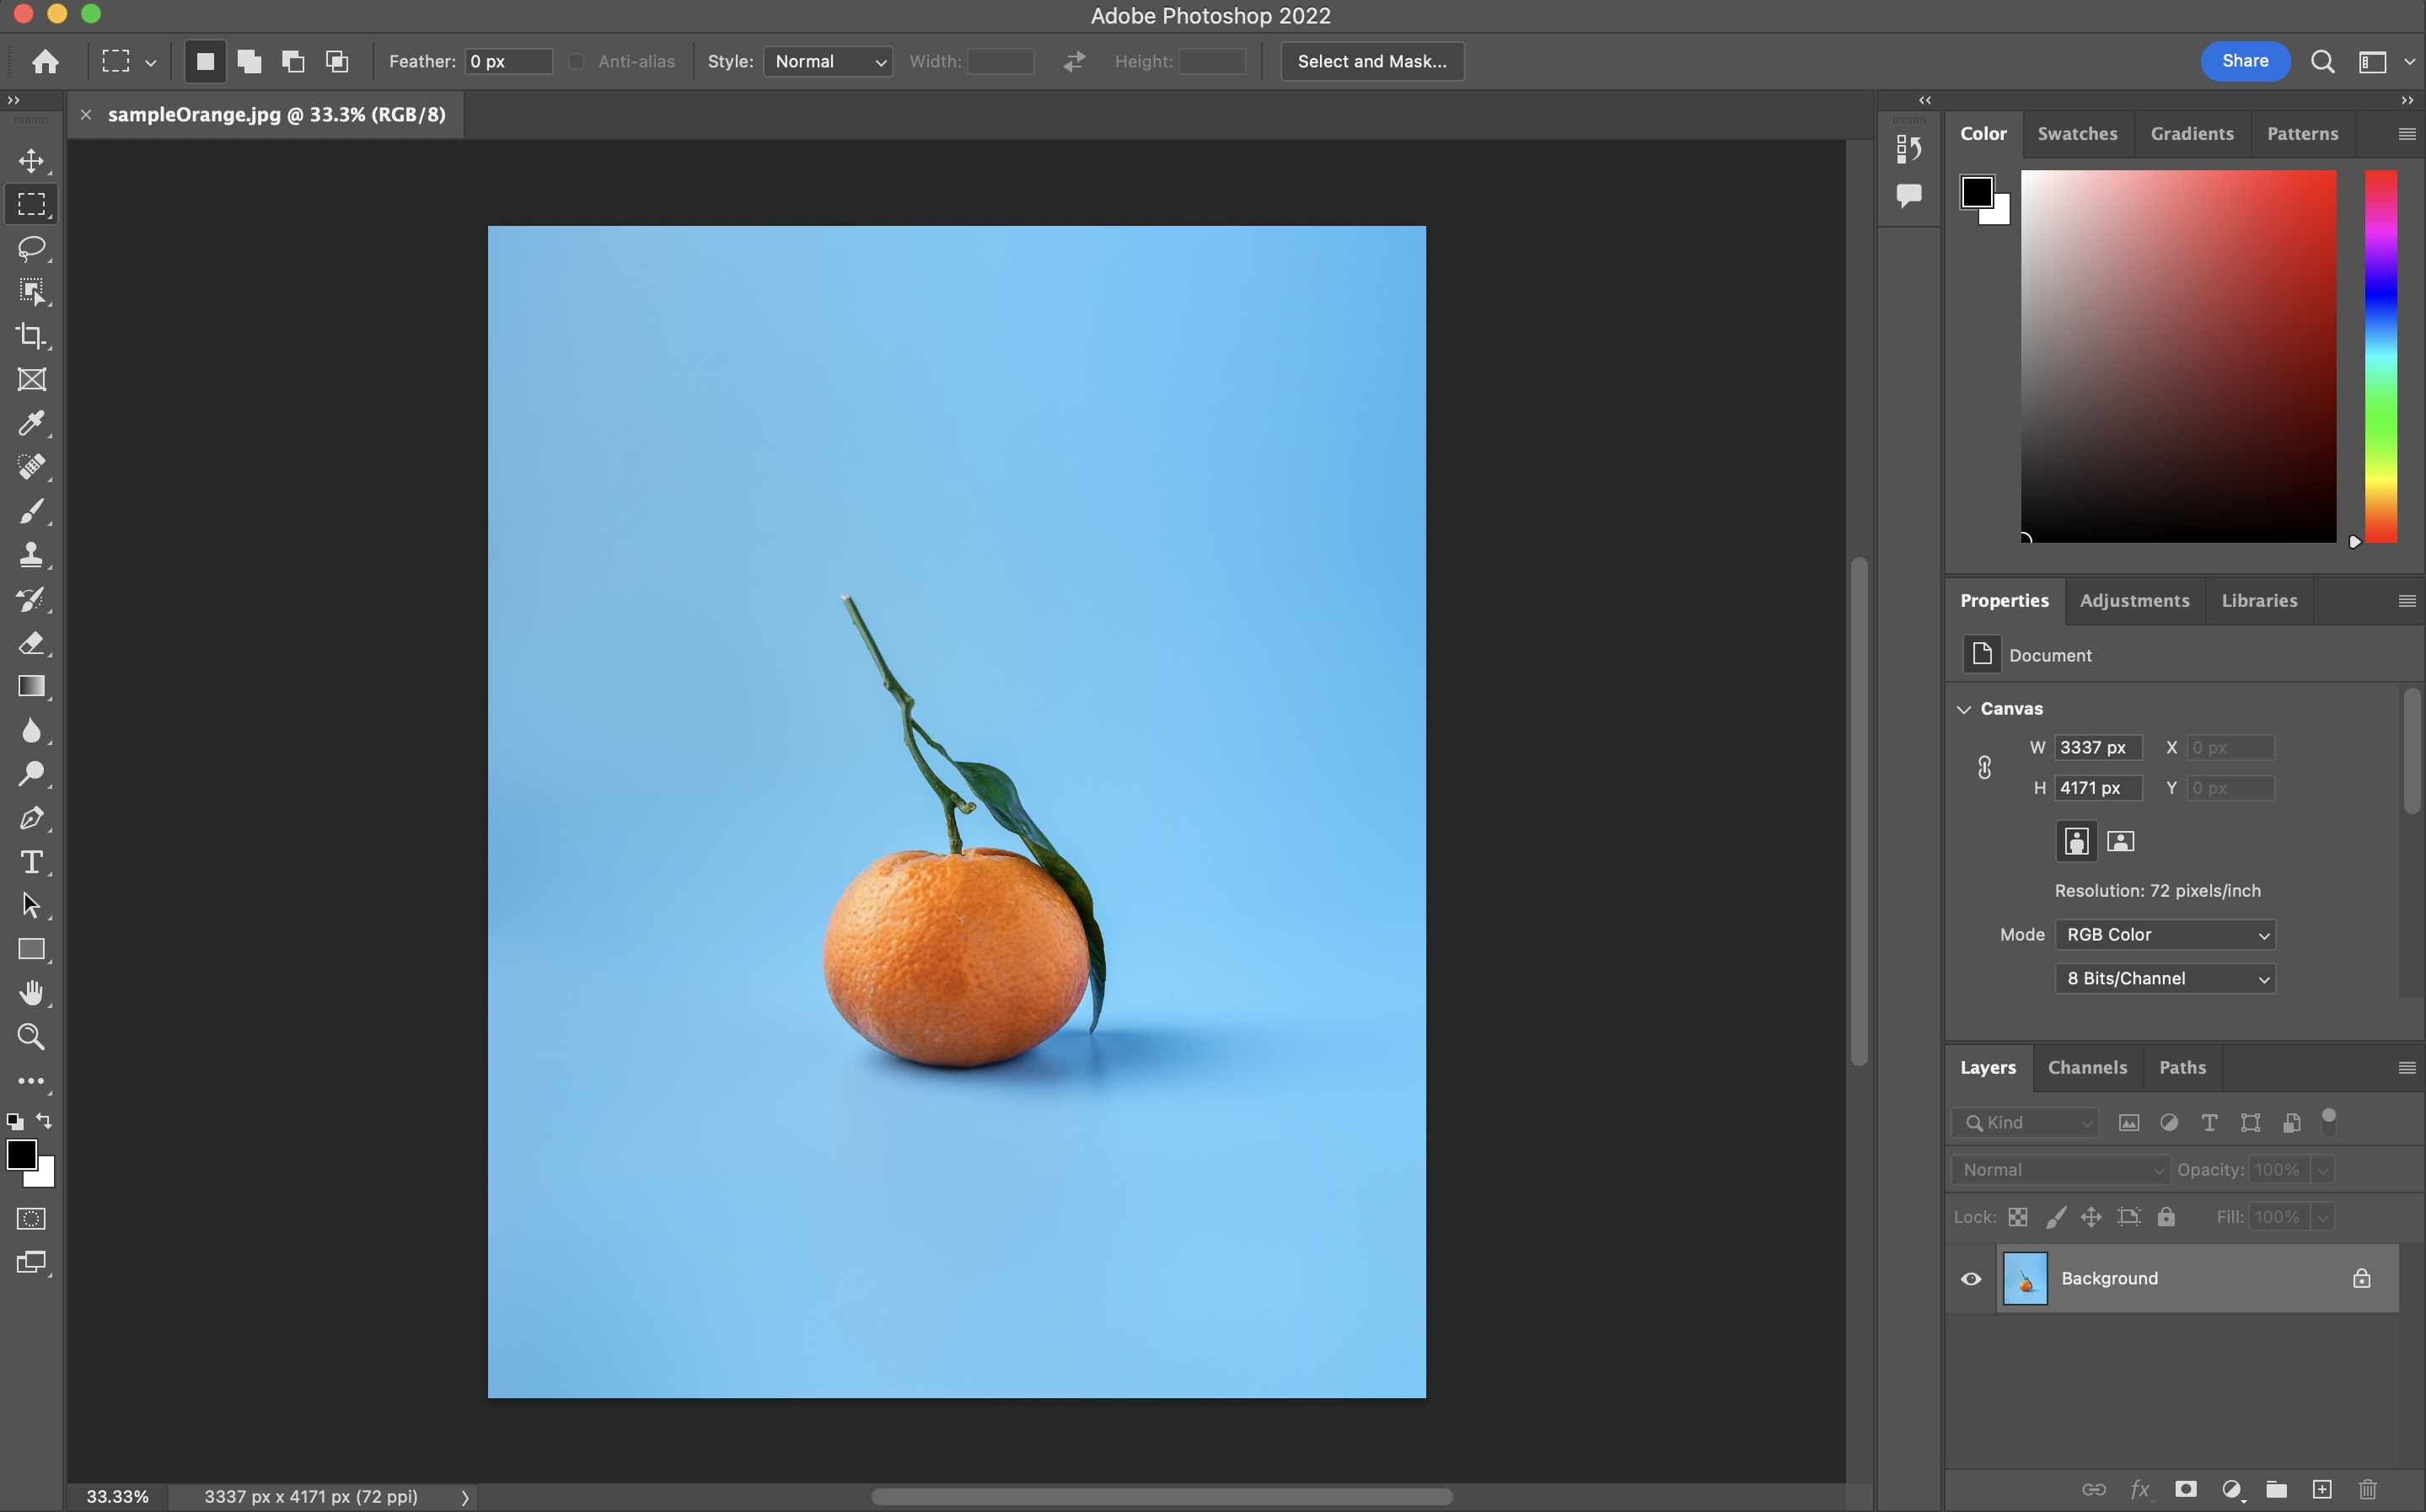 Adobe Photoshop 2022
Feather: 0 px Anti-alias Style: Normal Width: Height: Select and Mask... Share
sampleOrange.jpg @ 33.3% (RGB/8)
Color Swatches Gradients Patterns
Properties Adjustments Libraries
Document
Canvas
W 3337 px X 0 px
H 4171 px Y 0 px
Resolution: 72 pixels/inch
Mode RGB Color
8 Bits/Channel
Layers Channels Paths
Kind
Normal Opacity: 100%
Lock: Fill: 100%
Background
33.33% 3337 px x 4171 px (72 ppi)
fx